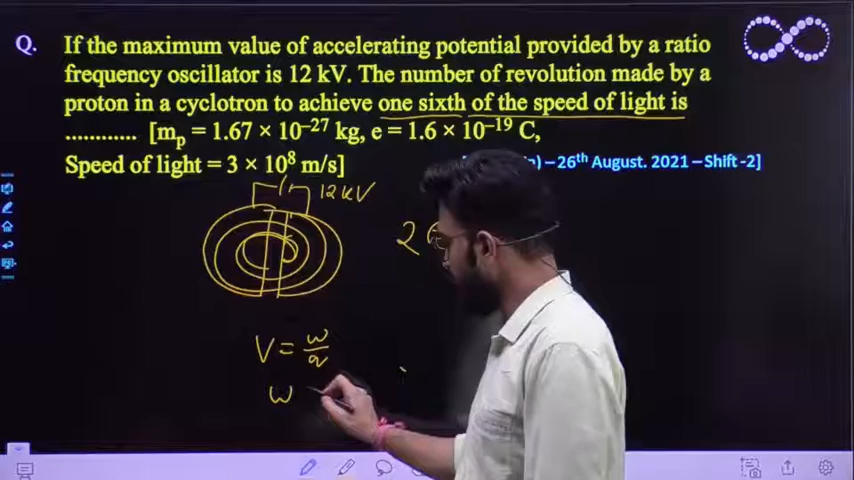 Q. If the maximum value of accelerating potential provided by a ratio
frequency oscillator is 12 kV. The number of revolution made by a
proton in a cyclotron to achieve one sixth of the speed of light is
............ [mp = 1.67 × 10–27 kg, e = 1.6 × 10–19 C,
Speed of light = 3 × 108 m/s]
– 26th August. 2021 – Shift -2]
12 kV
2
V = w/q
w